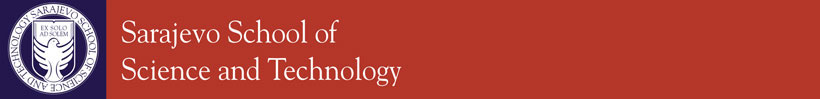 SARAJEVO SCHOOL OF SCIENCE AND TECHNOLOGY
EX SOLO
AD SOLEM
Sarajevo School of
Science and Technology